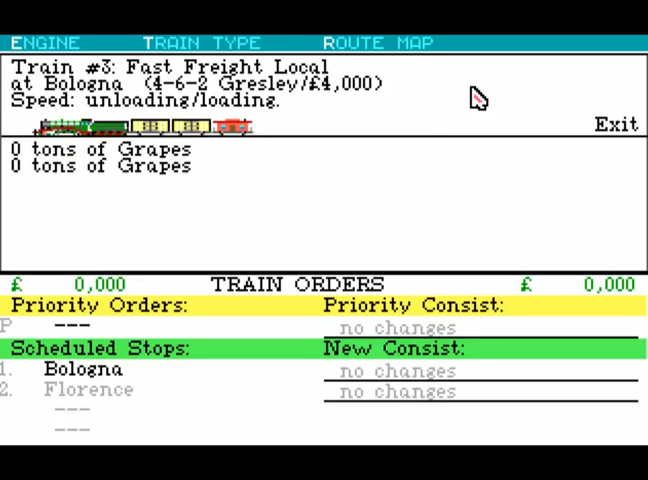 ENGINE TRAIN TYPE ROUTE MAP
Train #3: Fast Freight Local
at Bologna (4-6-2 Gresley/£4,000)
Speed: unloading/loading.
Exit
0 tons of Grapes
0 tons of Grapes
£ 0,000 TRAIN ORDERS £ 0,000
Priority Orders: Priority Consist:
P --- no changes
Scheduled Stops: New Consist:
1. Bologna no changes
2. Florence no changes
---
---